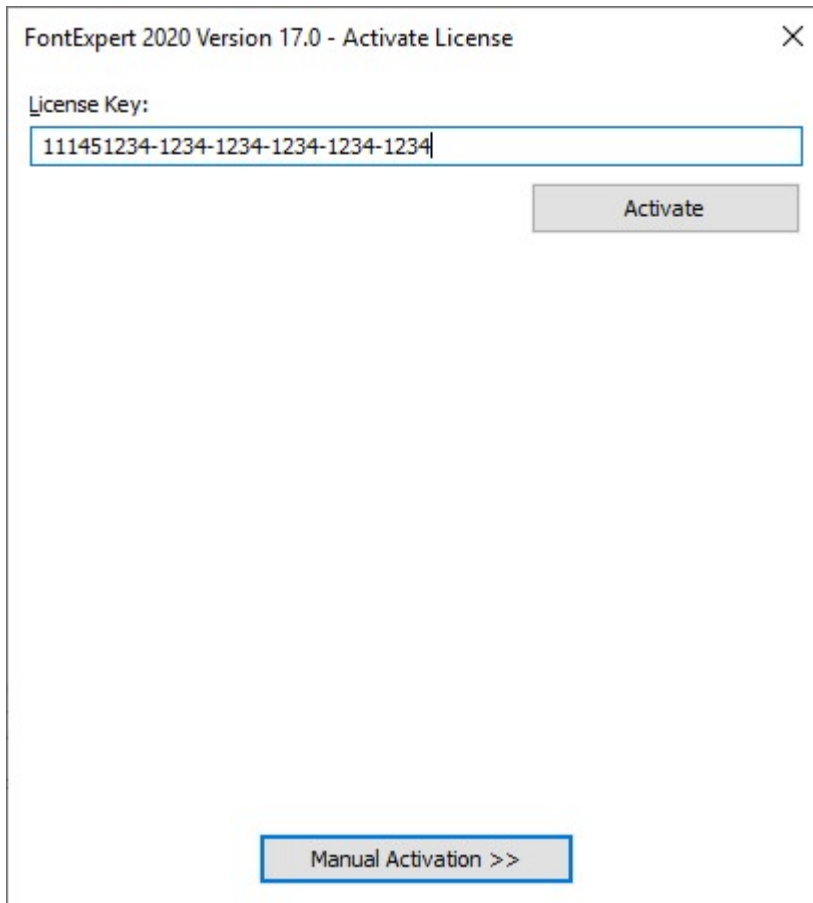 FontExpert 2020 Version 17.0 - Activate License
License Key:
111451234-1234-1234-1234-1234-1234
Activate
Manual Activation >>